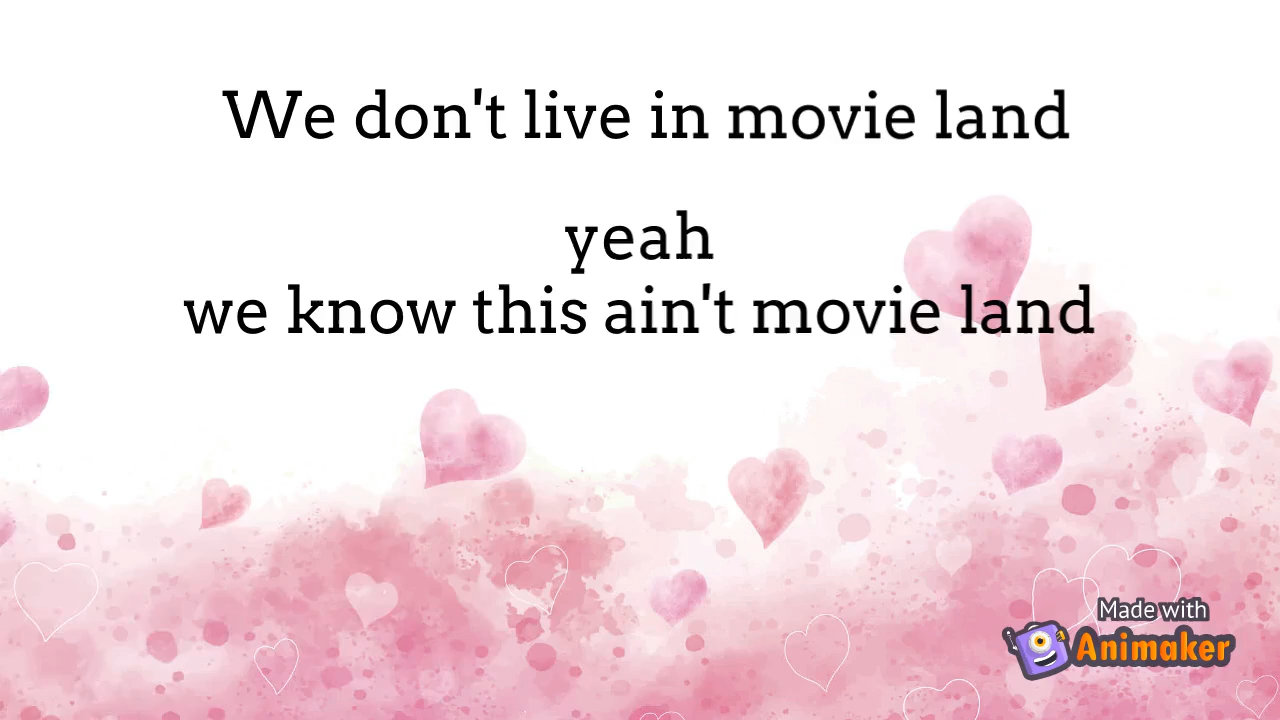 We don't live in movie land
yeah
we know this ain't movie land
Made with
Animaker